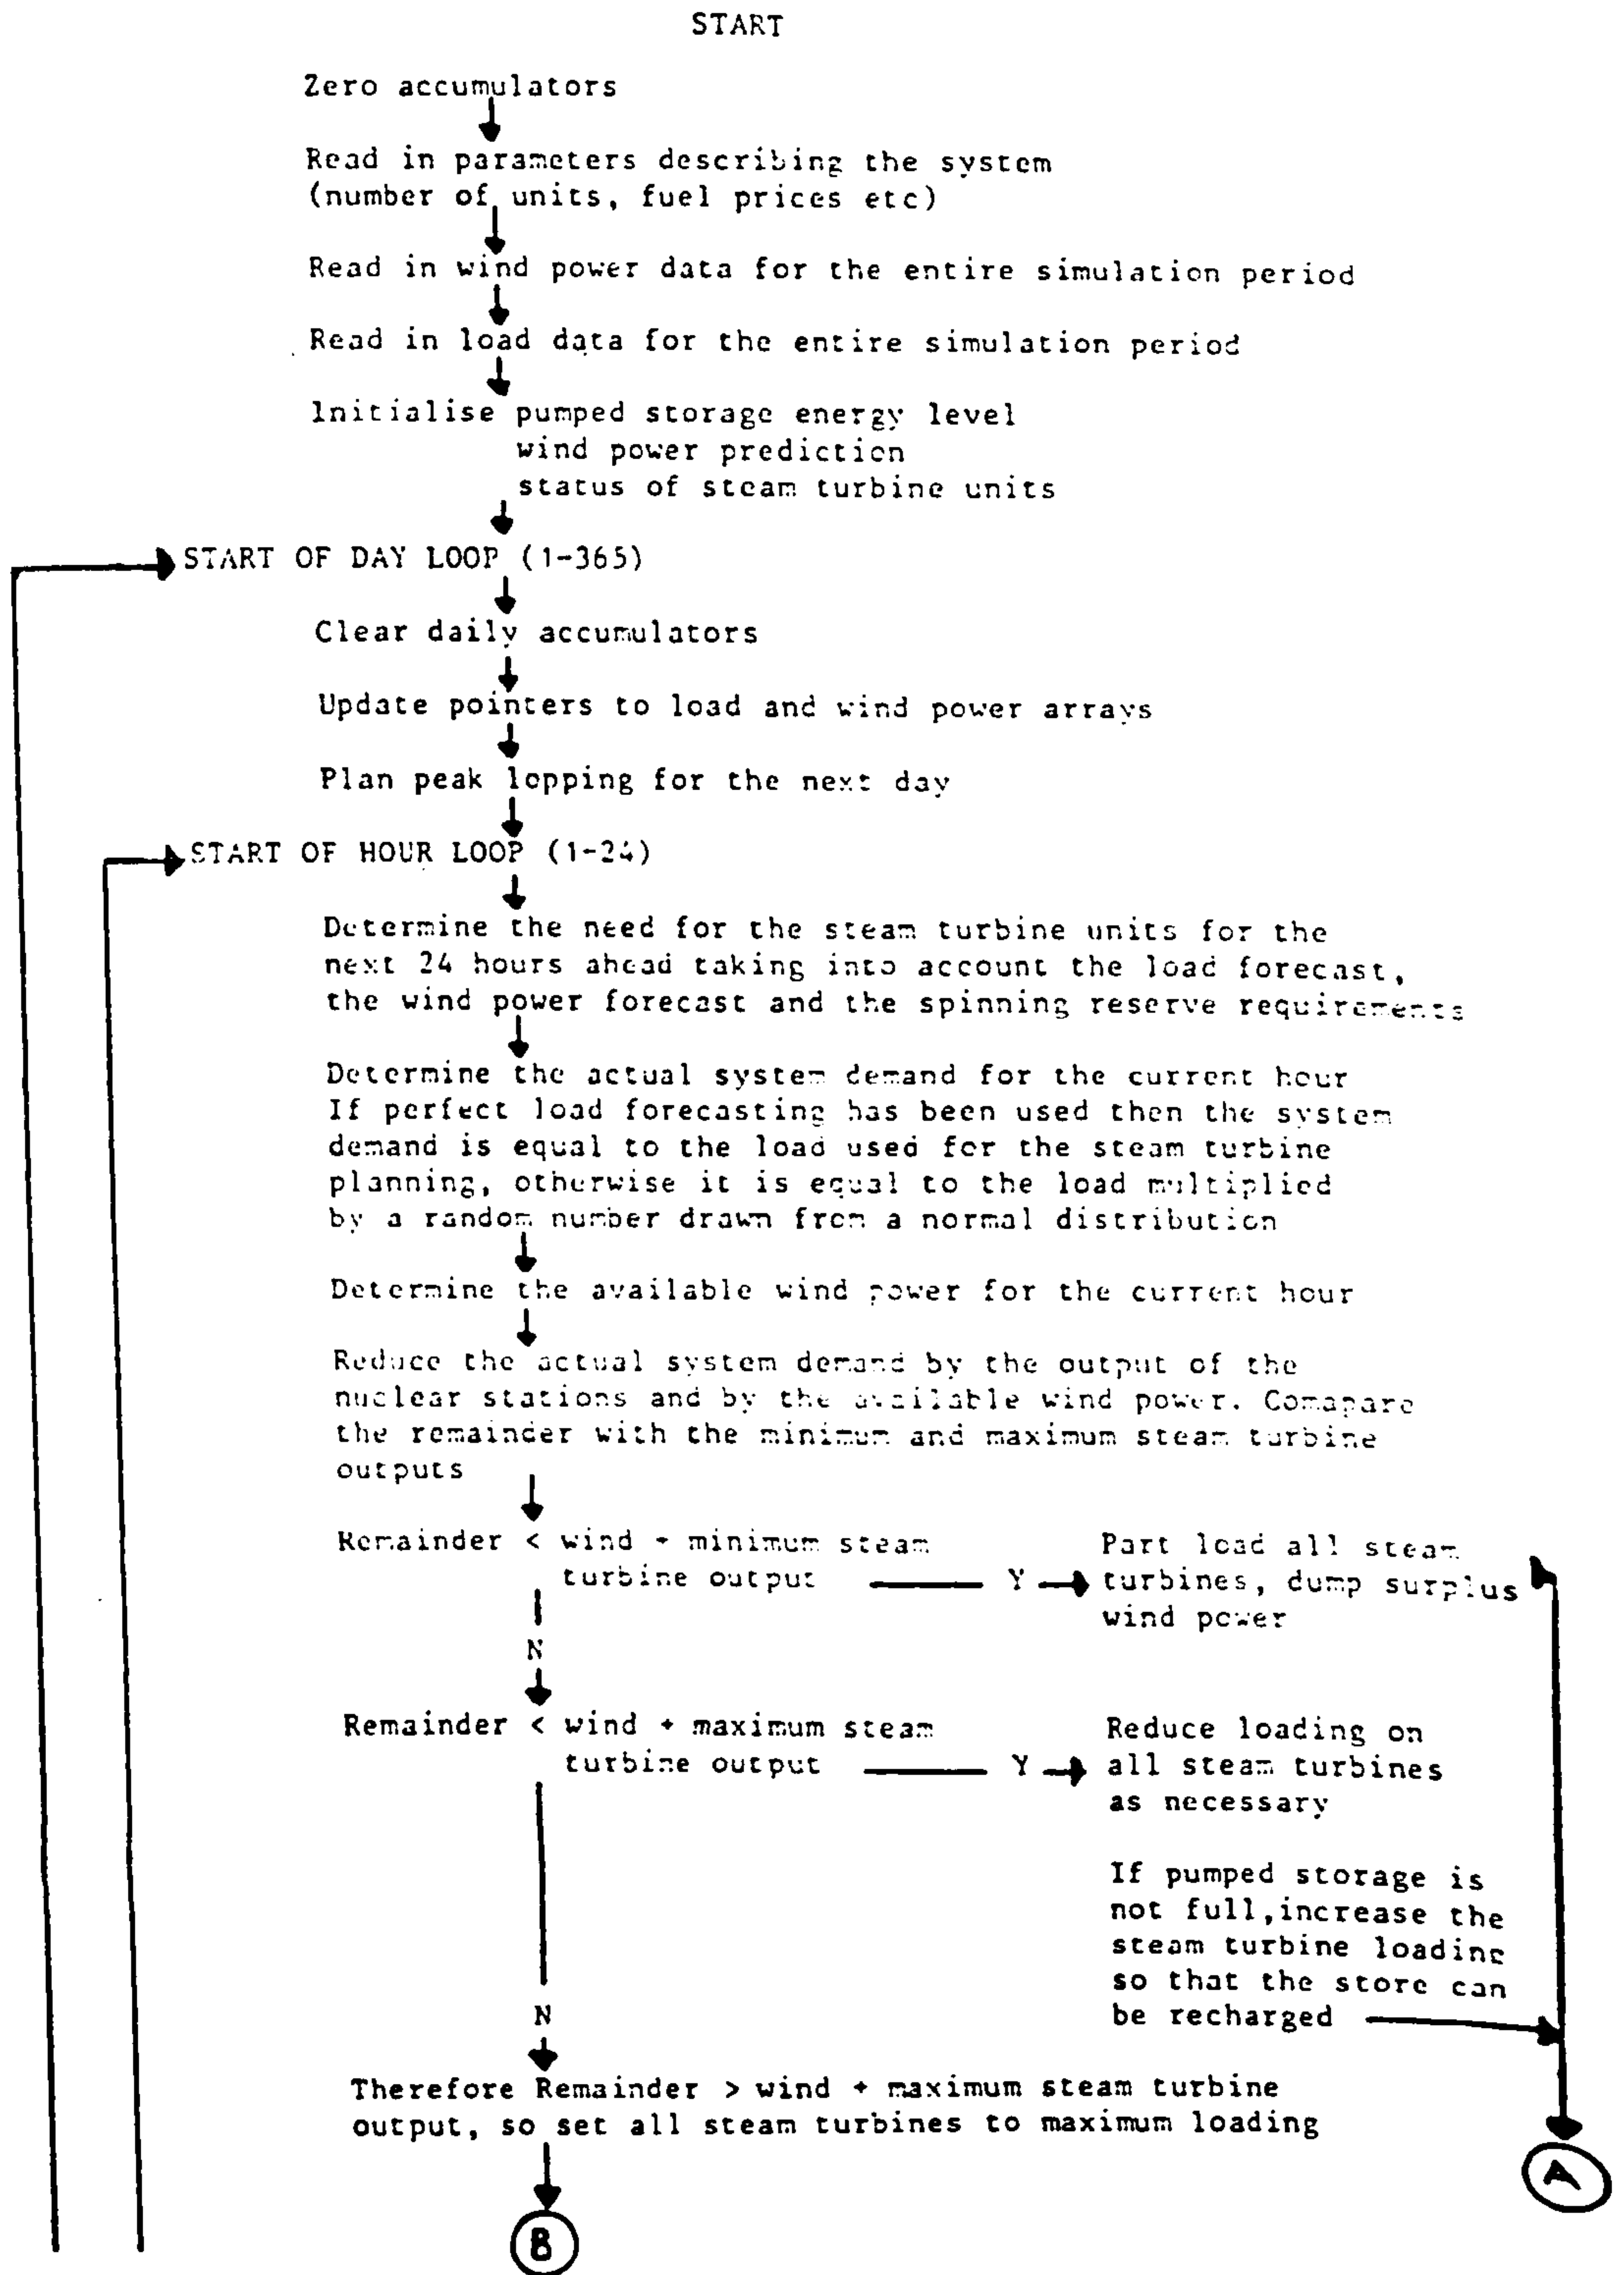 START
Zero accumulators
Read in parameters describing the system
(number of units, fuel prices etc)
Read in wind power data for the entire simulation period
Read in load data for the entire simulation period
Initialise pumped storage energy level
wind power prediction
status of steam turbine units
START OF DAY LOOP (1-365)
Clear daily accumulators
Update pointers to load and wind power arrays
Plan peak lopping for the next day
START OF HOUR LOOP (1-24)
Determine the need for the steam turbine units for the
next 24 hours ahead taking into account the load forecast,
the wind power forecast and the spinning reserve requirements
Determine the actual system demand for the current hour
If perfect load forecasting has been used then the system
demand is equal to the load used for the steam turbine
planning, otherwise it is equal to the load multiplied
by a random number drawn from a normal distribution
Determine the available wind power for the current hour
Reduce the actual system demand by the output of the
nuclear stations and by the available wind power. Comapare
the remainder with the minimum and maximum steam turbine
outputs
Remainder < wind + minimum steam
turbine output Y
Part load all steam
turbines, dump surplus
wind power
N
Remainder < wind + maximum steam
turbine output Y
Reduce loading on
all steam turbines
as necessary
If pumped storage is
not full,increase the
steam turbine loading
so that the store can
be recharged
N
Therefore Remainder > wind + maximum steam turbine
output, so set all steam turbines to maximum loading
A
B